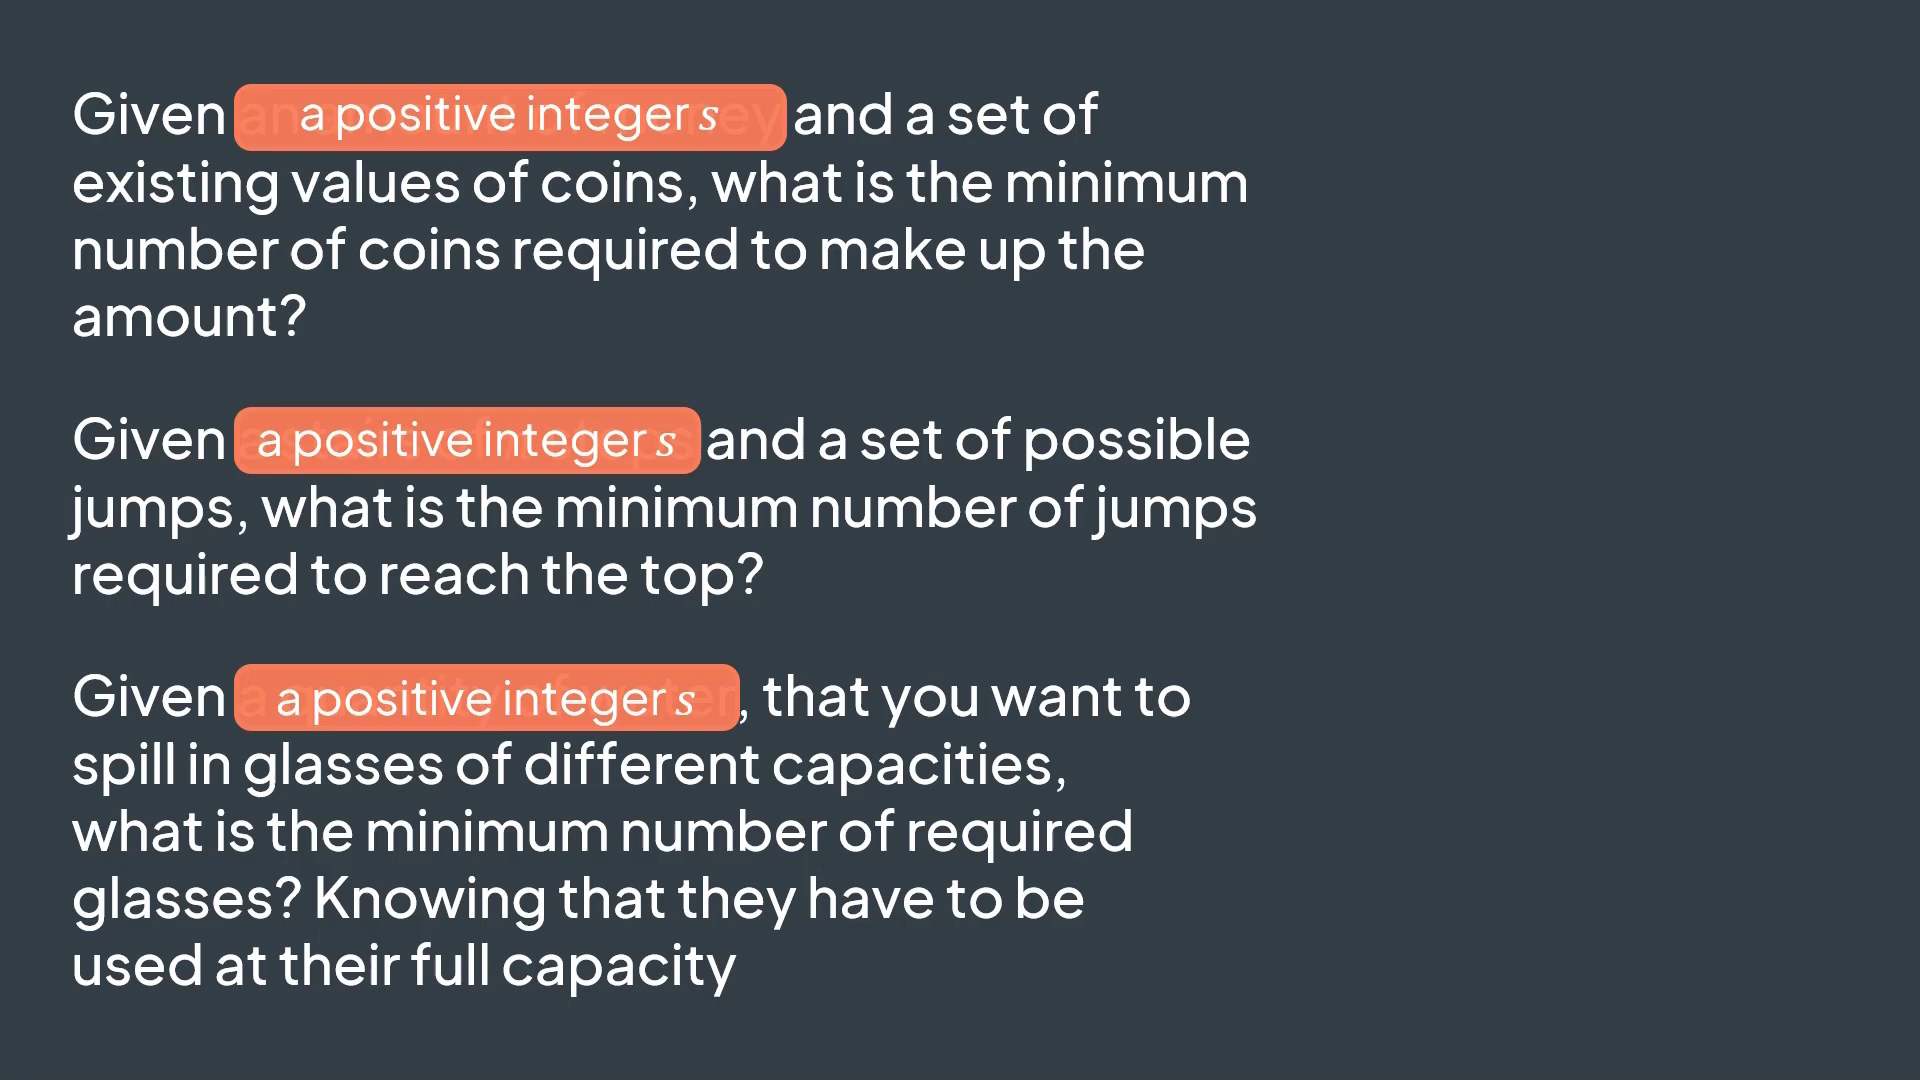 Given a positive integer s and a set of
existing values of coins, what is the minimum
number of coins required to make up the
amount?
Given a positive integer s and a set of possible
jumps, what is the minimum number of jumps
required to reach the top?
Given a positive integer s, that you want to
spill in glasses of different capacities,
what is the minimum number of required
glasses? Knowing that they have to be
used at their full capacity